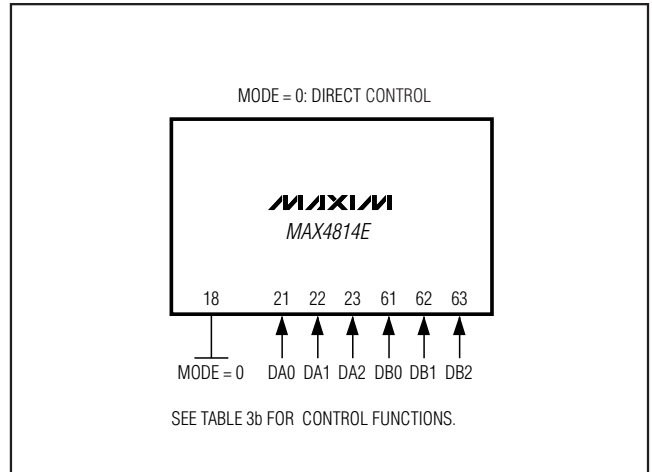 MODE = 0: DIRECT CONTROL
MAXIM
MAX4814E
18 21 22 23 61 62 63
MODE = 0 DA0 DA1 DA2 DB0 DB1 DB2
SEE TABLE 3b FOR CONTROL FUNCTIONS.